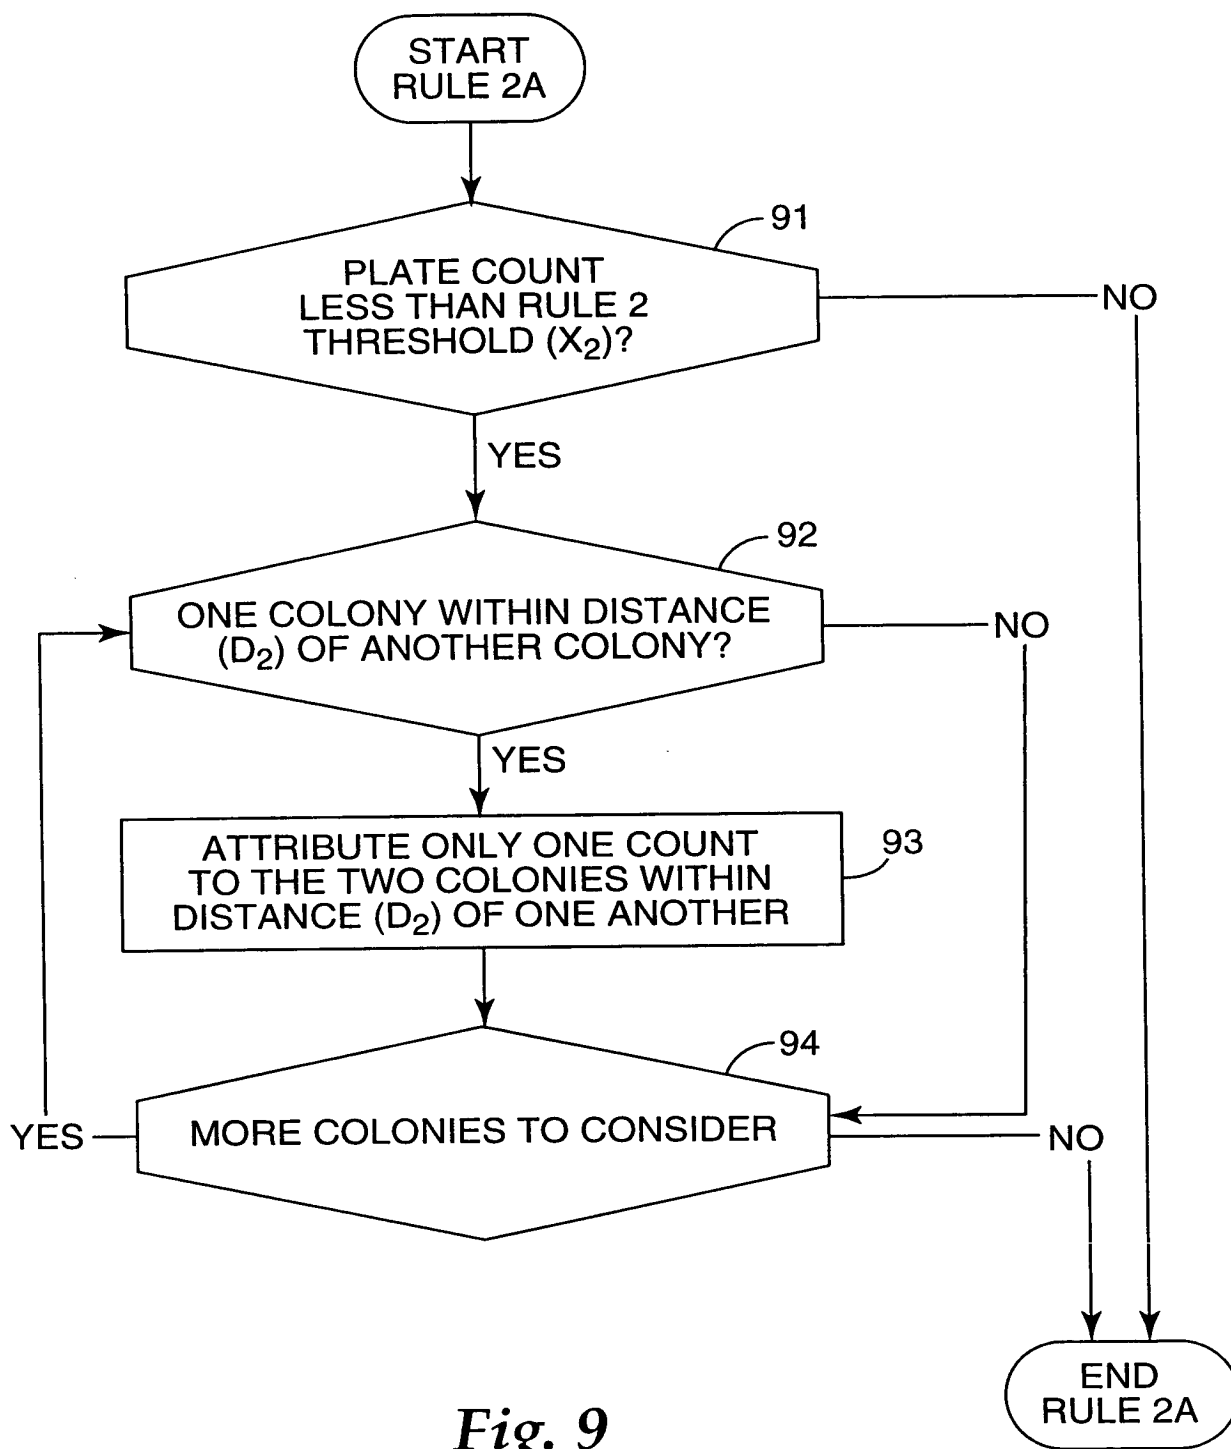 START
RULE 2A
91
PLATE COUNT
LESS THAN RULE 2
THRESHOLD (X₂)?
NO
YES
92
ONE COLONY WITHIN DISTANCE
(D₂) OF ANOTHER COLONY?
NO
YES
93
ATTRIBUTE ONLY ONE COUNT
TO THE TWO COLONIES WITHIN
DISTANCE (D₂) OF ONE ANOTHER
94
MORE COLONIES TO CONSIDER
YES
NO
END
RULE 2A
Fig. 9